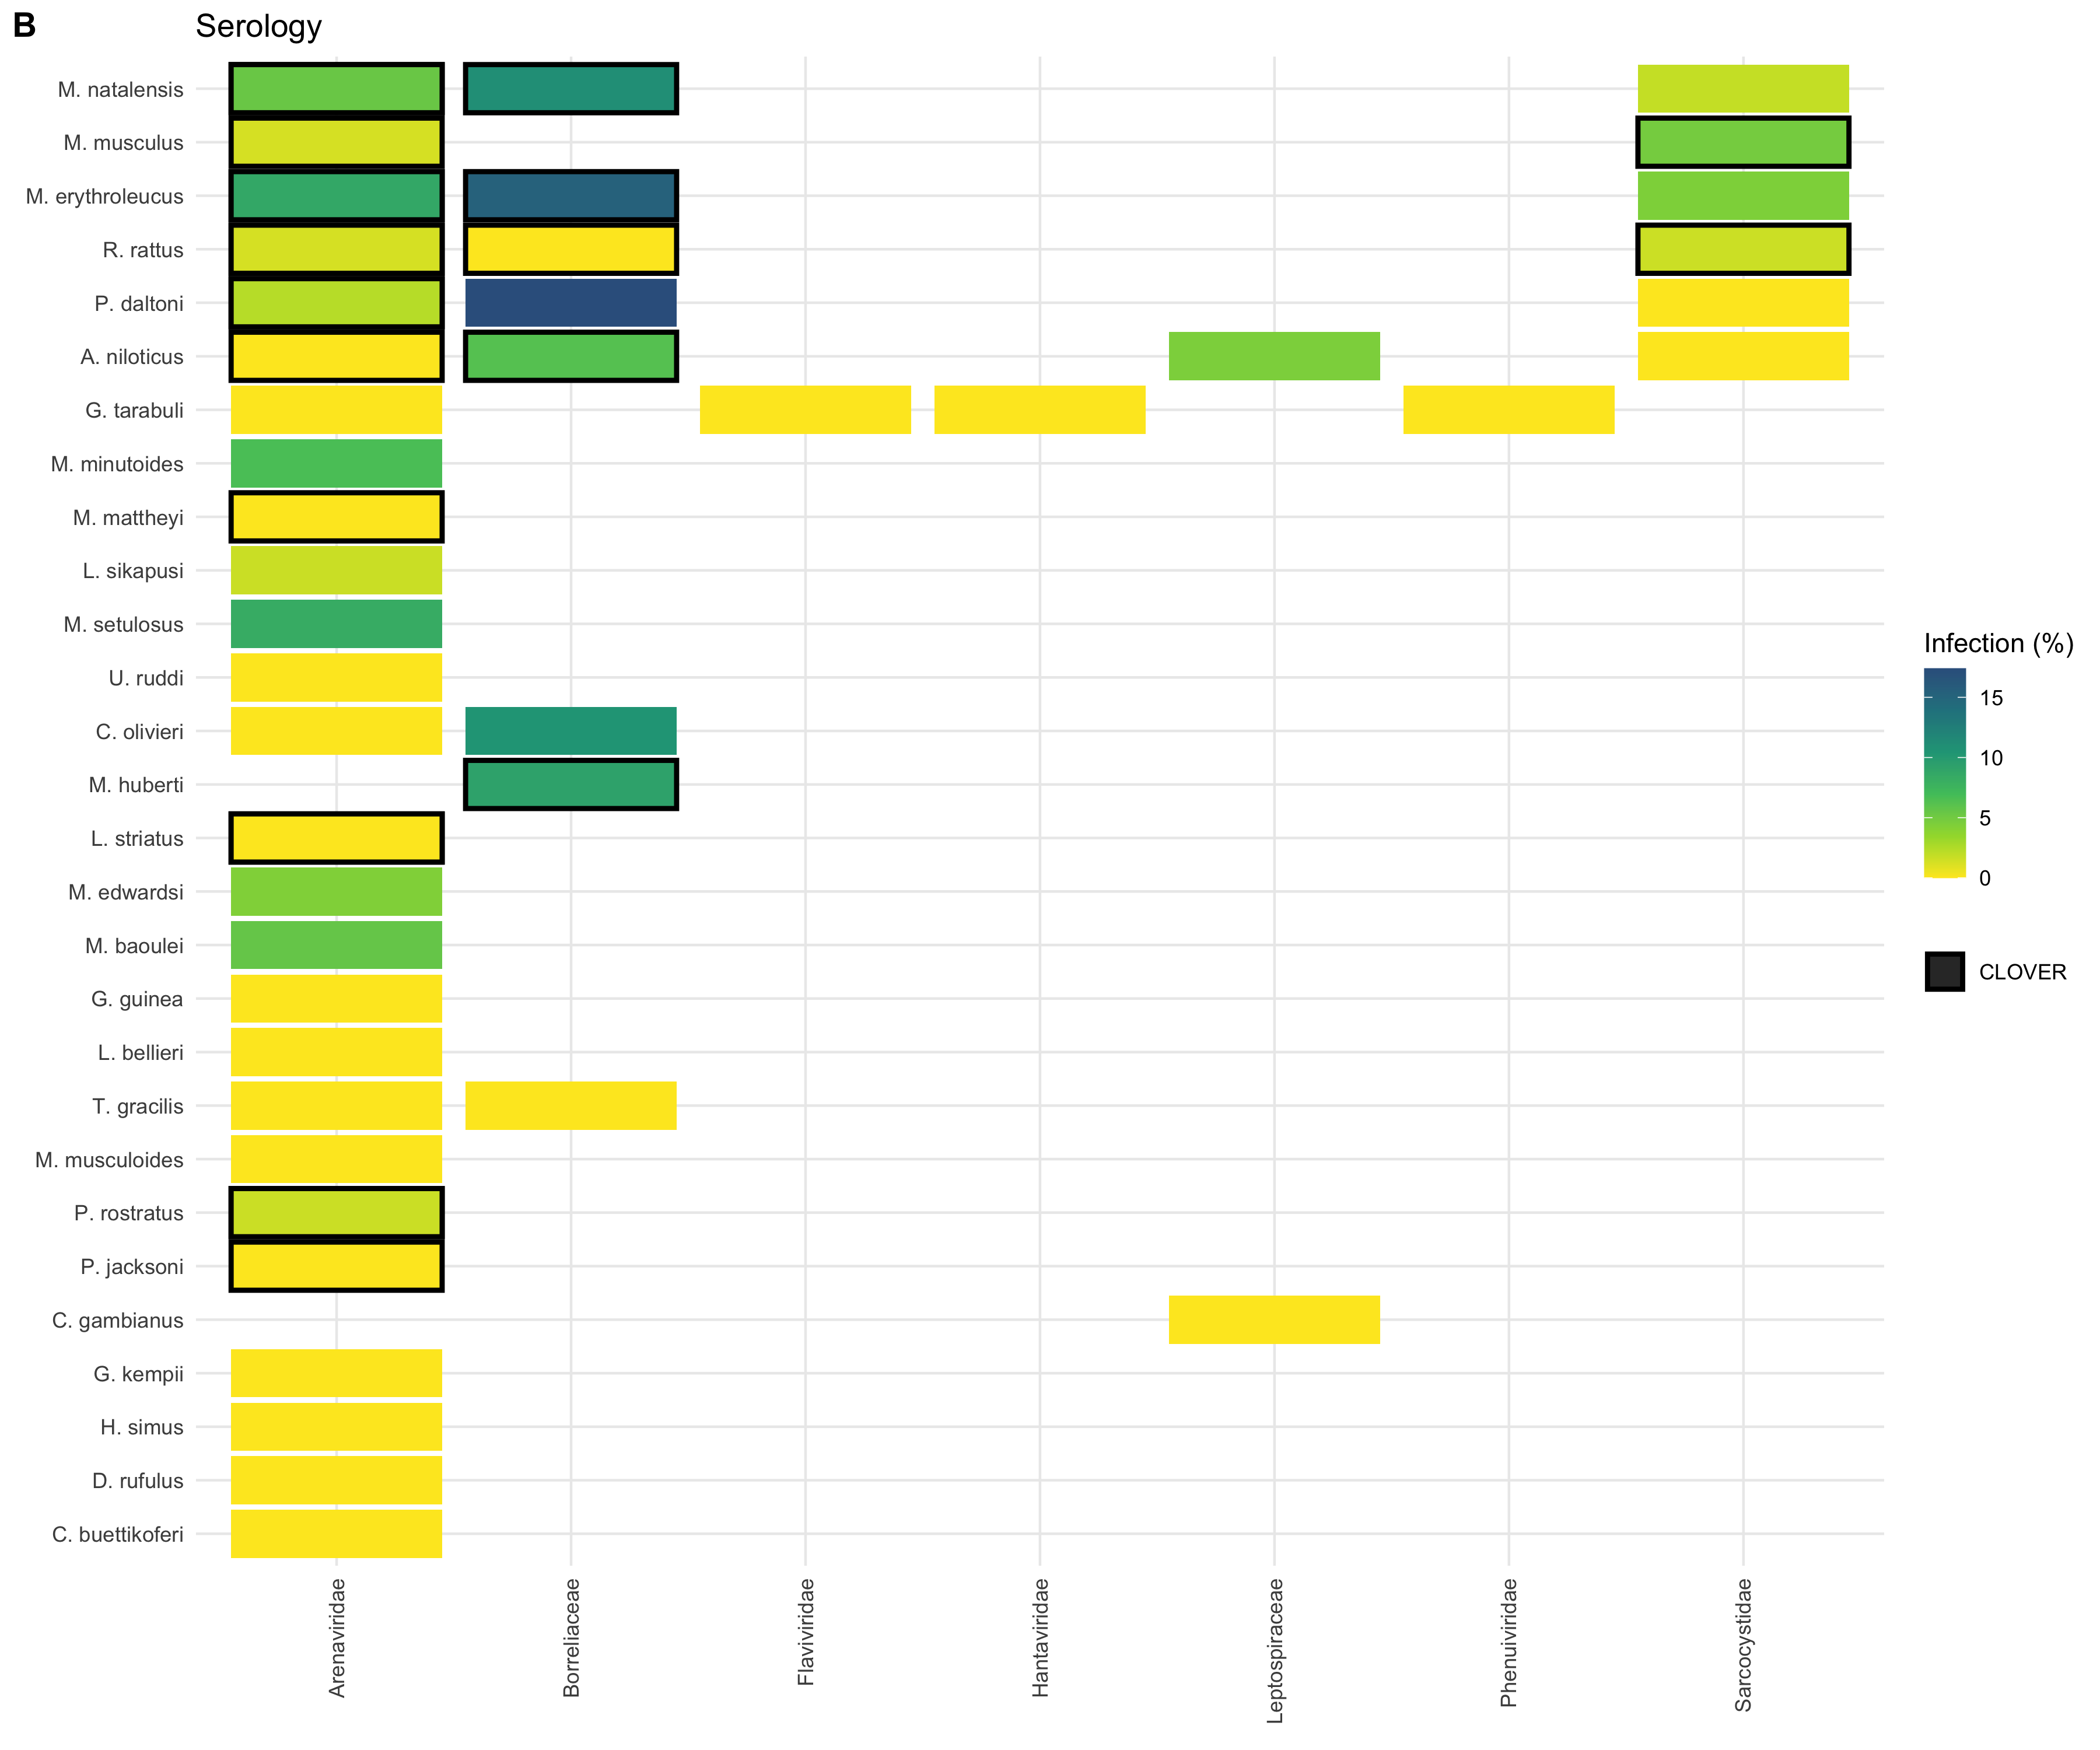 B
Serology
M. natalensis
M. musculus
M. erythroleucus
R. rattus
P. daltoni
A. niloticus
G. tarabuli
M. minutoides
M. mattheyi
L. sikapusi
M. setulosus
U. ruddi
C. olivieri
M. huberti
L. striatus
M. edwardsi
M. baoulei
G. guinea
L. bellieri
T. gracilis
M. musculoides
P. rostratus
P. jacksoni
C. gambianus
G. kempii
H. simus
D. rufulus
C. buettikoferi
Arenaviridae
Borreliaceae
Flaviviridae
Hantaviridae
Leptospiraceae
Phenuiviridae
Sarcocystidae
Infection (%)
15
10
5
0
CLOVER